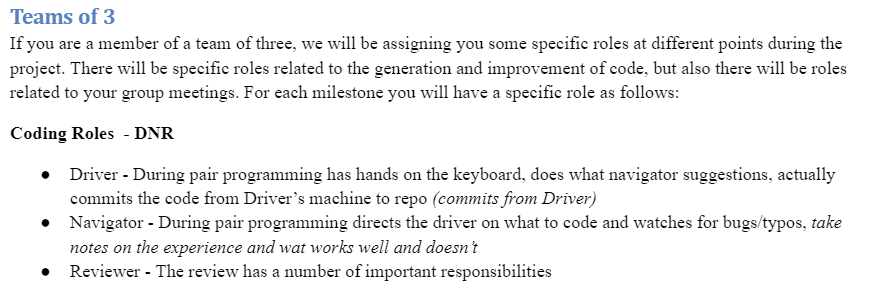 Teams of 3
If you are a member of a team of three, we will be assigning you some specific roles at different points during the
project. There will be specific roles related to the generation and improvement of code, but also there will be roles
related to your group meetings. For each milestone you will have a specific role as follows:
Coding Roles - DNR
● Driver - During pair programming has hands on the keyboard, does what navigator suggestions, actually
commits the code from Driver's machine to repo (commits from Driver)
● Navigator - During pair programming directs the driver on what to code and watches for bugs/typos, take
notes on the experience and wat works well and doesn't
● Reviewer - The review has a number of important responsibilities